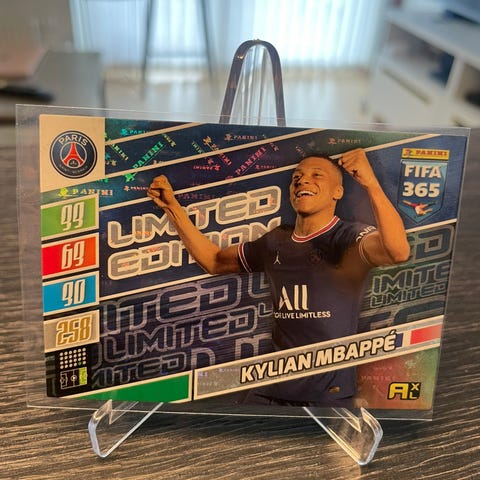 PARIS
PANINI
99
69
90
258
LIMITED
EDITION
PANINI
FIFA
365
LIMITED
LIMITED
LIMITED
ALL
LIVE LIMITLESS
KYLIAN MBAPPÉ
AXL